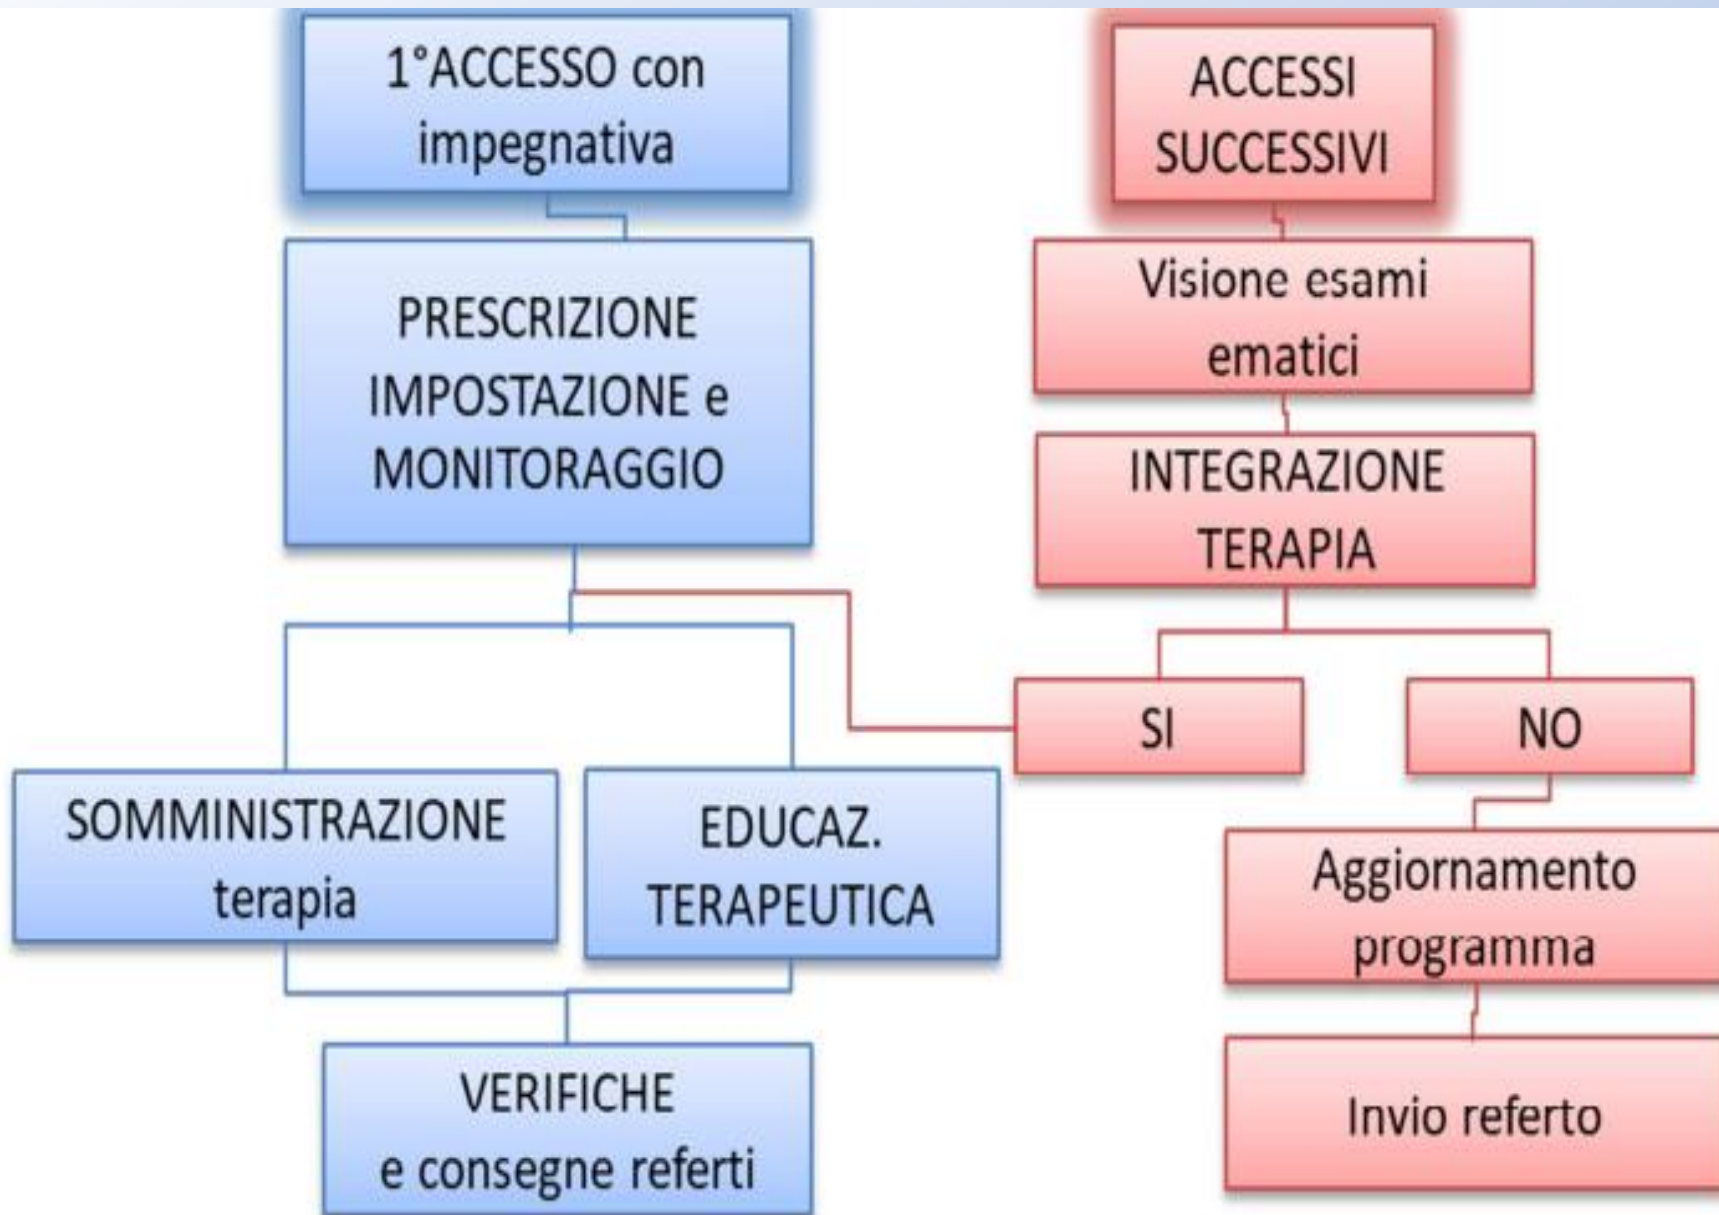 1°ACCESSO con
impegnativa
PRESCRIZIONE
IMPOSTAZIONE e
MONITORAGGIO
SOMMINISTRAZIONE
terapia
EDUCAZ.
TERAPEUTICA
VERIFICHE
e consegne referti
ACCESSI
SUCCESSIVI
Visione esami
ematici
INTEGRAZIONE
TERAPIA
SI
NO
Aggiornamento
programma
Invio referto